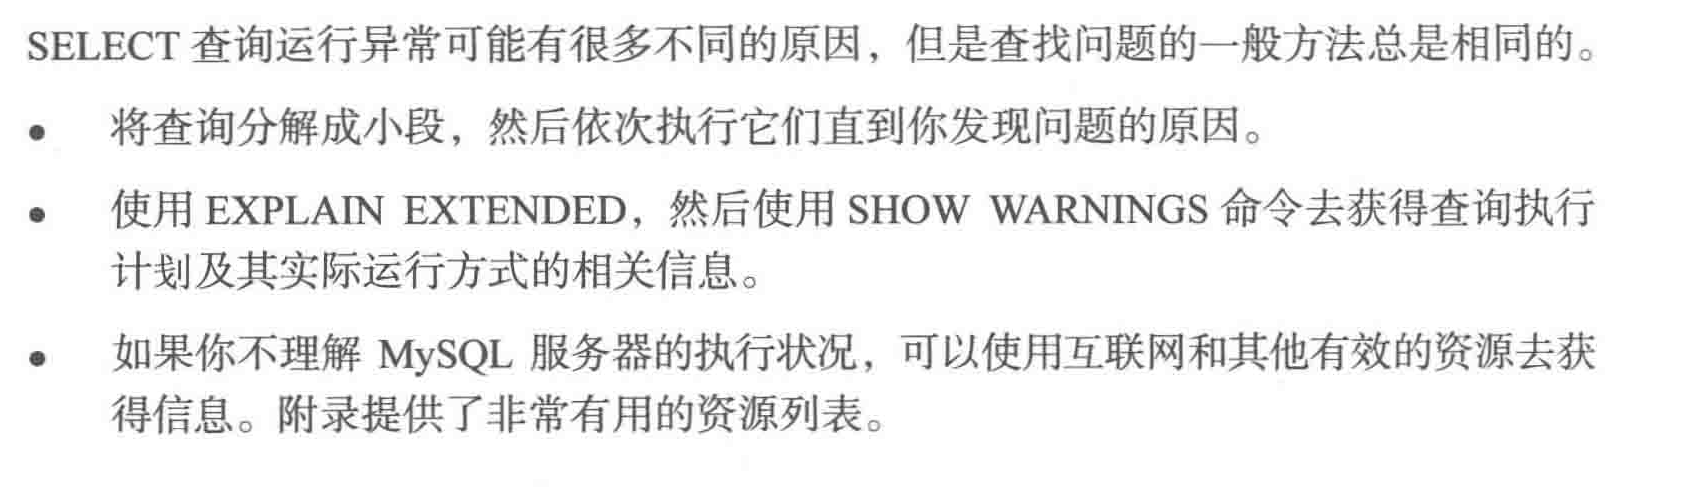 SELECT 查询运行异常可能有很多不同的原因，但是查找问题的一般方法总是相同的。
• 将查询分解成小段，然后依次执行它们直到你发现问题的原因。
• 使用 EXPLAIN EXTENDED，然后使用 SHOW WARNINGS 命令去获得查询执行
计划及其实际运行方式的相关信息。
• 如果你不理解 MySQL 服务器的执行状况，可以使用互联网和其他有效的资源去获
得信息。附录提供了非常有用的资源列表。